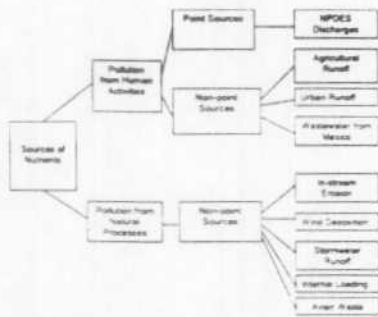 Point Sources
NPDES
Discharges
Pollution
from Human
Activities
Agricultural
Runoff
Non-point
Sources
Urban Runoff
Wastewater from
Mexico
Sources of
Nutrients
Pollution from
Natural
Processes
Non-point
Sources
In-stream
Erosion
Wind Deposition
Stormwater
Runoff
Internal Loading
Avian